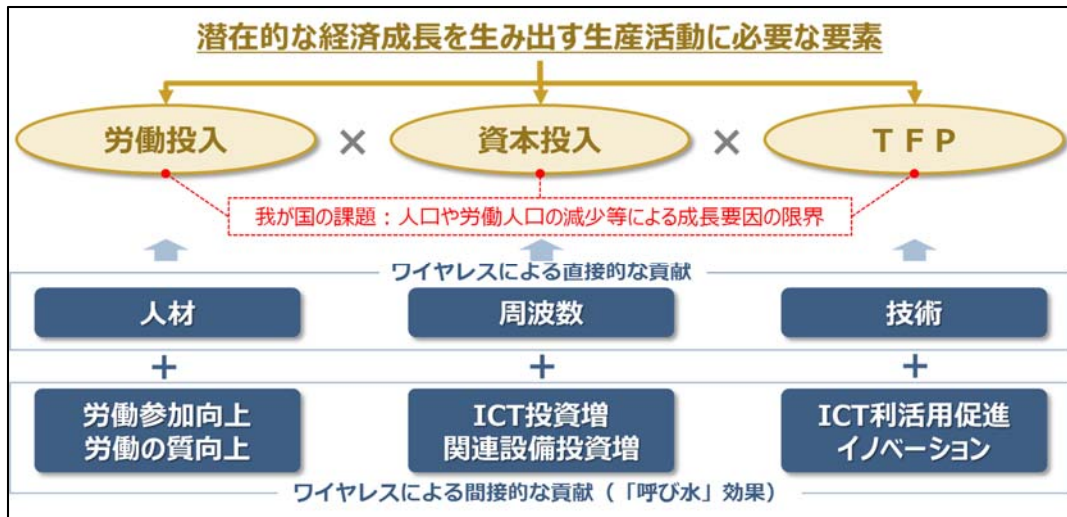 潜在的な経済成長を生み出す生産活動に必要な要素
労働投入 × 資本投入 × TFP
我が国の課題：人口や労働人口の減少等による成長要因の限界
ワイヤレスによる直接的な貢献
人材 周波数 技術
+ + +
労働参加向上 ICT投資増 ICT利活用促進
労働の質向上 関連設備投資増 イノベーション
ワイヤレスによる間接的な貢献（「呼び水」効果）